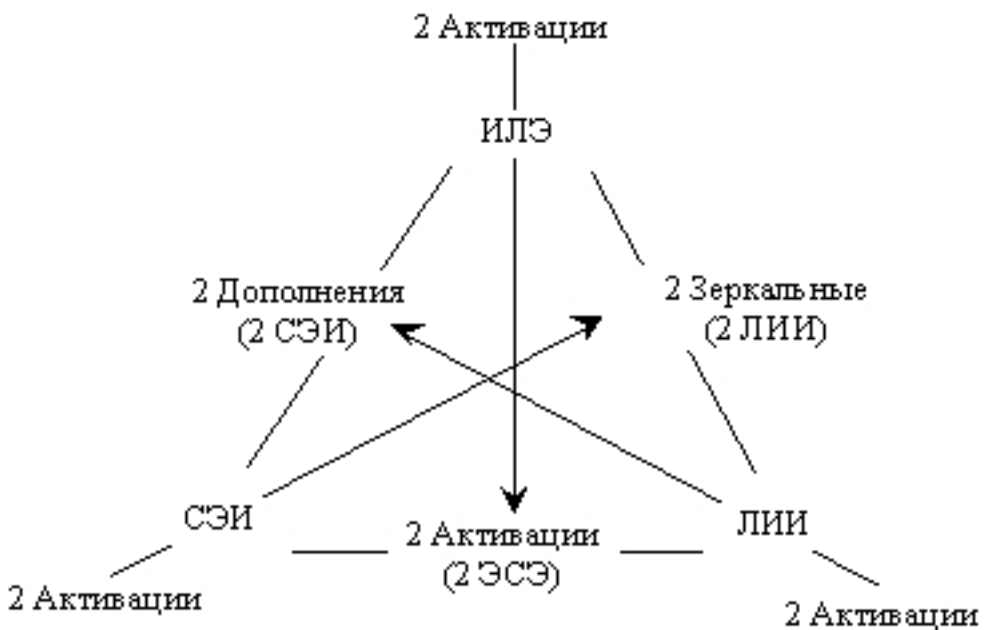 2 Активации
ИЛЭ
2 Дополнения
(2 СЭИ)
2 Зеркальные
(2 ЛИИ)
СЭИ
2 Активации
(2 ЭСЭ)
ЛИИ
2 Активации
2 Активации